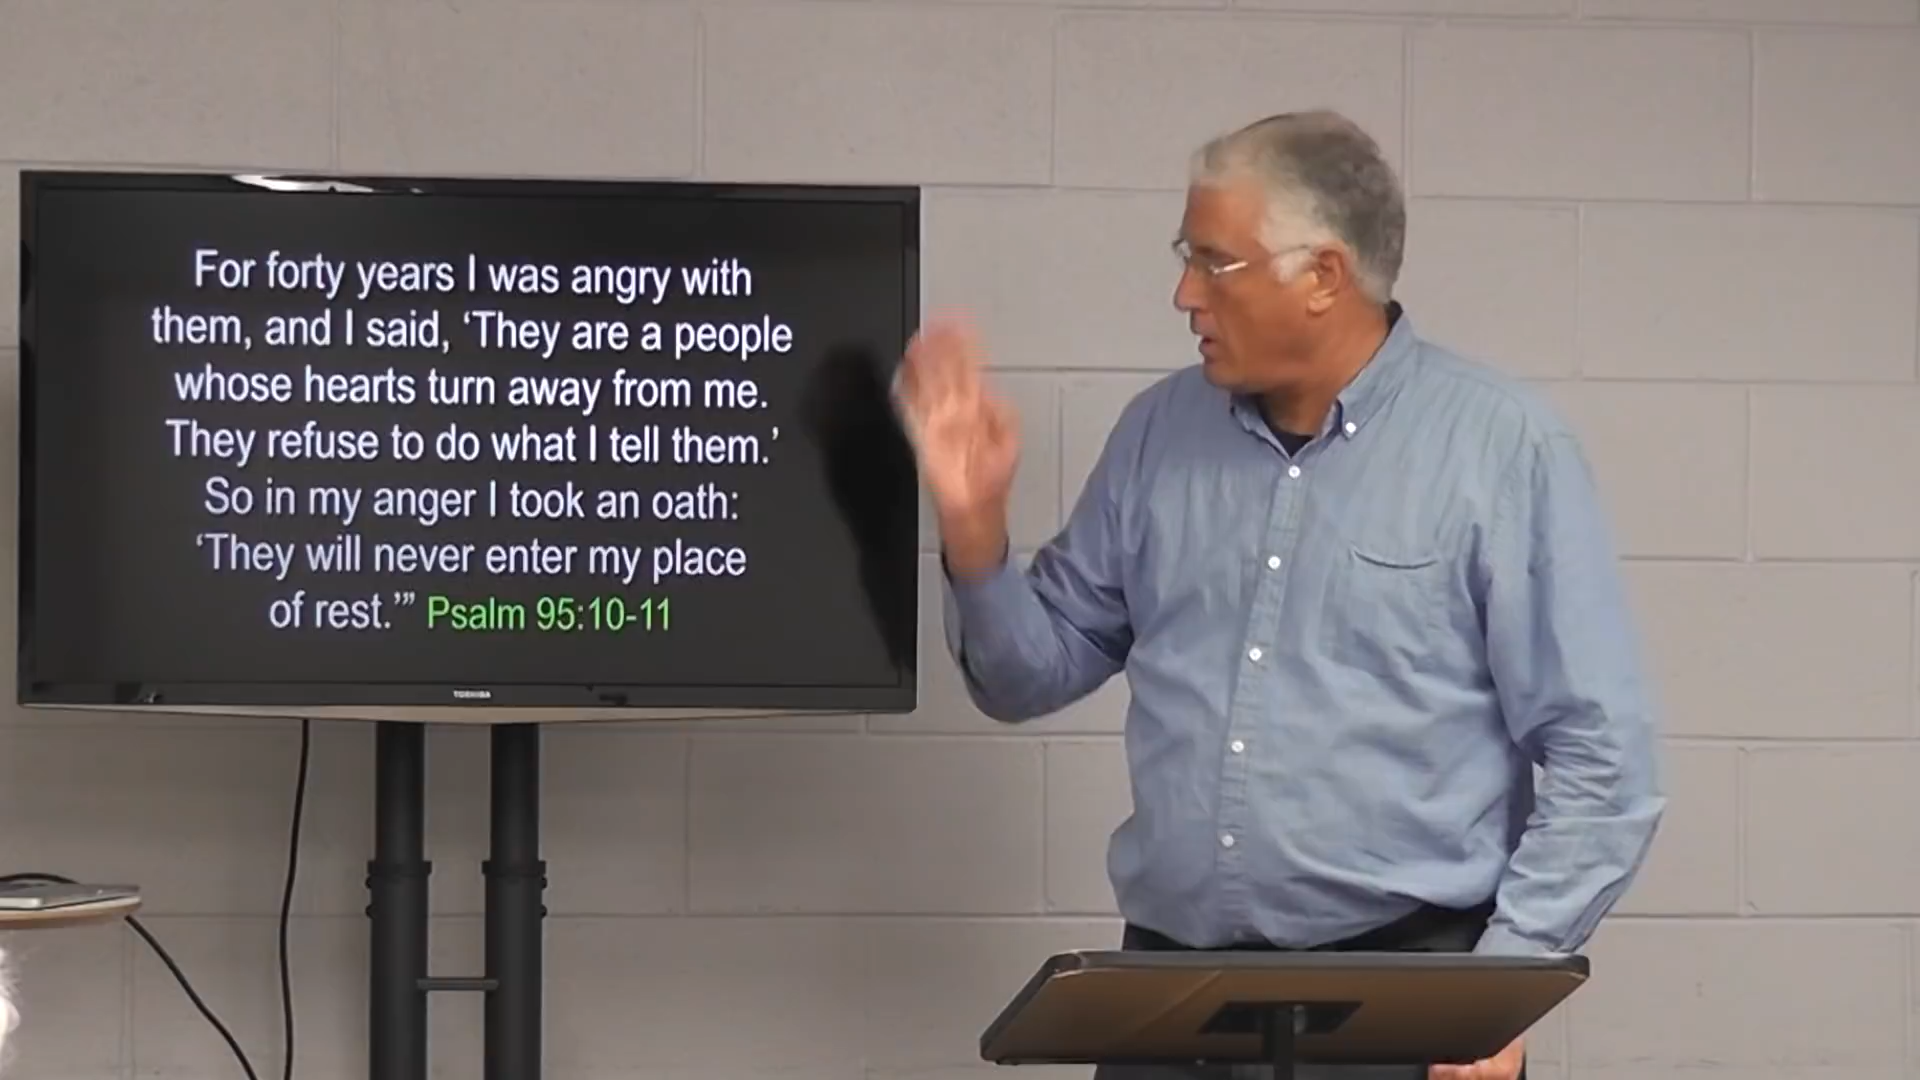 For forty years I was angry with
them, and I said, ‘They are a people
whose hearts turn away from me.
They refuse to do what I tell them.’
So in my anger I took an oath:
‘They will never enter my place
of rest.’” Psalm 95:10-11
TOSHIBA